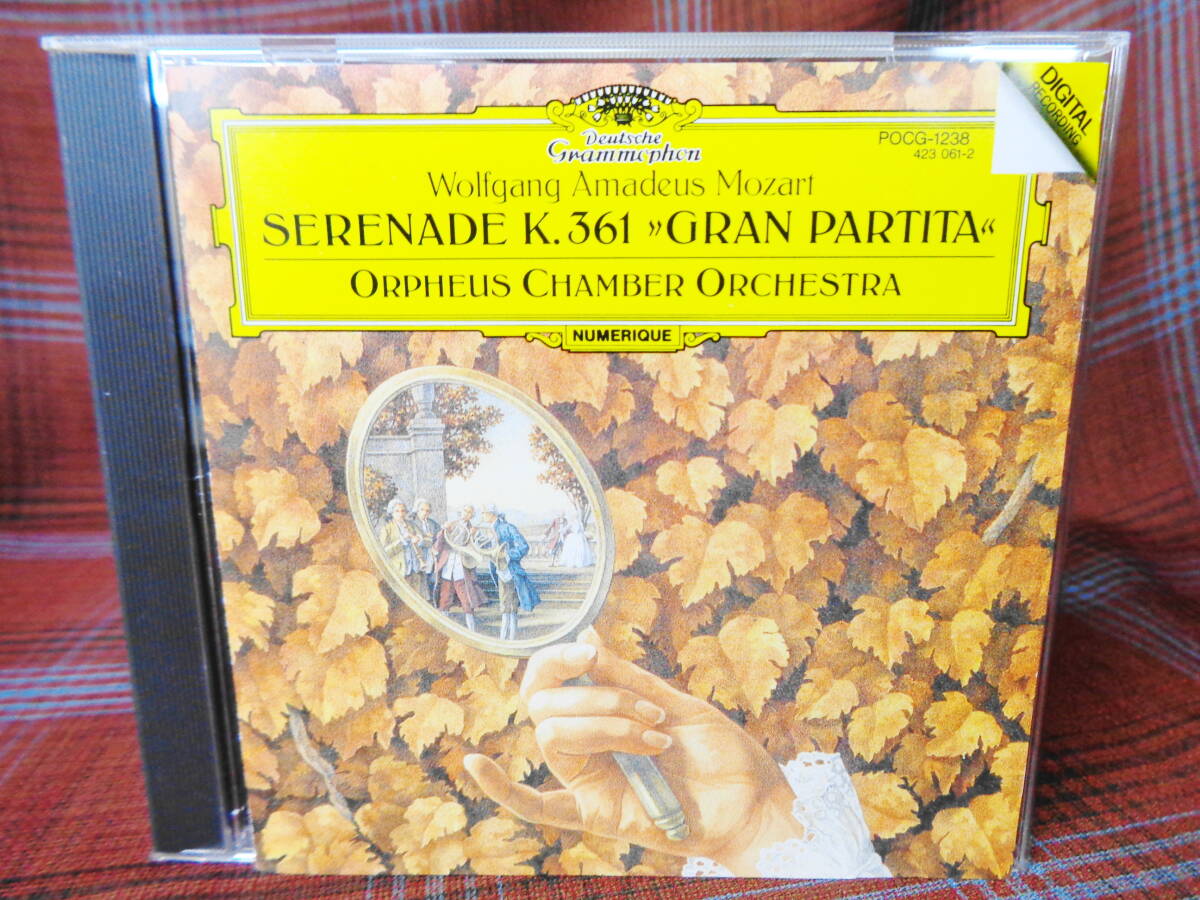 DIGITAL
RECORDING
Deutsche
Grammophon
POCG-1238
423 061-2
Wolfgang Amadeus Mozart
SERENADE K. 361 »GRAN PARTITA«
ORPHEUS CHAMBER ORCHESTRA
NUMERIQUE